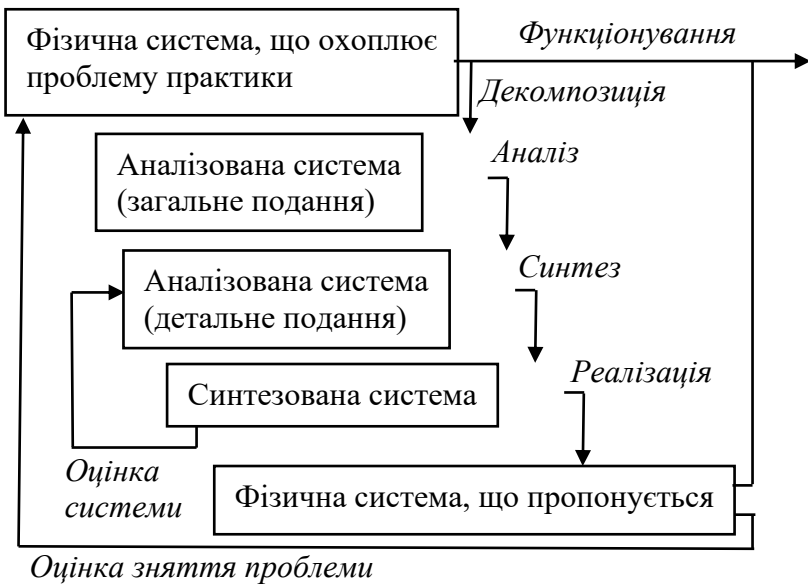 Фізична система, що охоплює
проблему практики
Функціонування
Декомпозиція
Аналізована система
(загальне подання)
Аналіз
Аналізована система
(детальне подання)
Синтез
Синтезована система
Реалізація
Оцінка
системи
Фізична система, що пропонується
Оцінка зняття проблеми